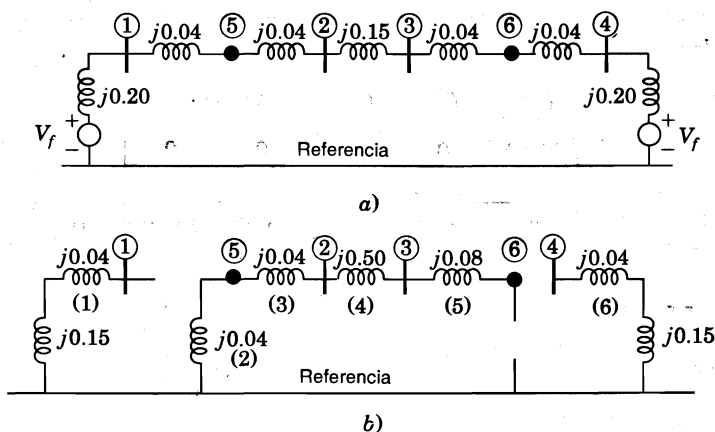 ① j0.04 ⑤ j0.04 ② j0.15 ③ j0.04 ⑥ j0.04 ④
j0.20 j0.20
V_f + − + − V_f
Referencia
a)
j0.04 ① ⑤ j0.04 ② j0.50 ③ j0.08 ⑥ ④ j0.04
(1) (3) (4) (5) (6)
j0.15 j0.04 j0.15
(2)
Referencia
b)